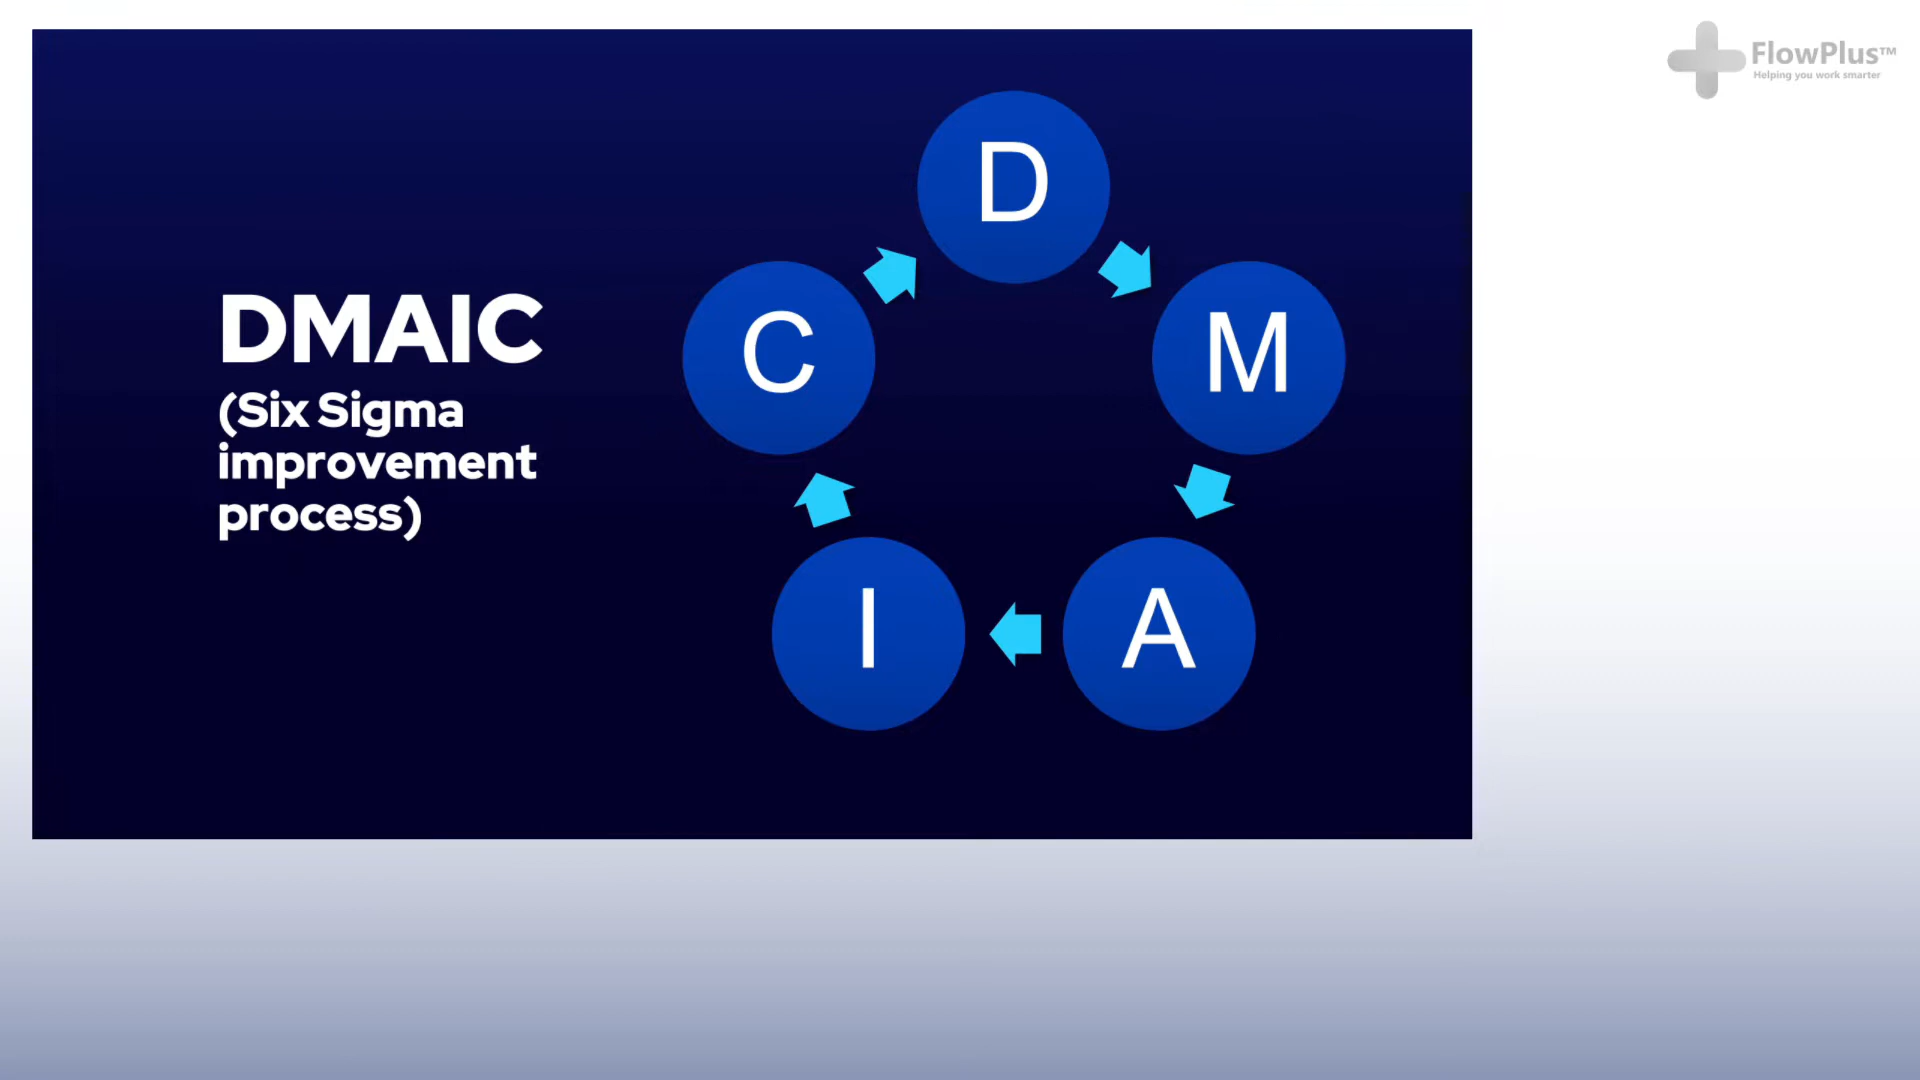 FlowPlus™
Helping you work smarter
DMAIC
(Six Sigma
improvement
process)
D
M
A
I
C